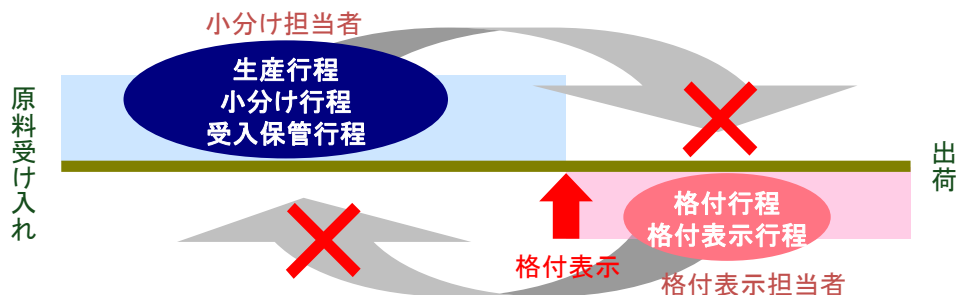 小分け担当者
生産行程
小分け行程
受入保管行程
原料受け入れ
出荷
格付行程
格付表示行程
格付表示
格付表示担当者